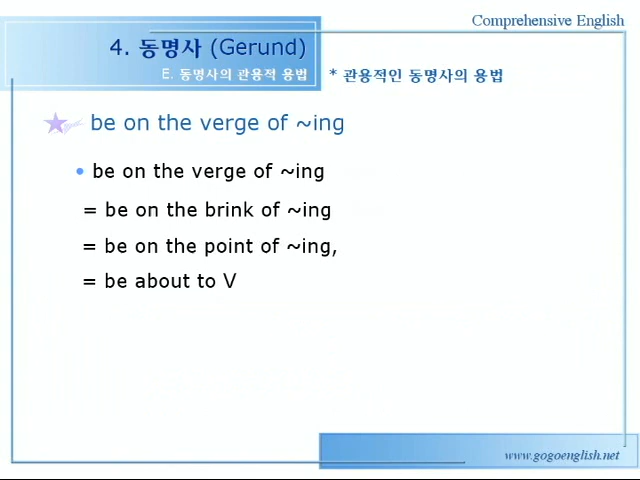 Comprehensive English
4. 동명사 (Gerund)
E. 동명사의 관용적 용법
* 관용적인 동명사의 용법
be on the verge of ~ing
• be on the verge of ~ing
= be on the brink of ~ing
= be on the point of ~ing,
= be about to V
www.gogoenglish.net